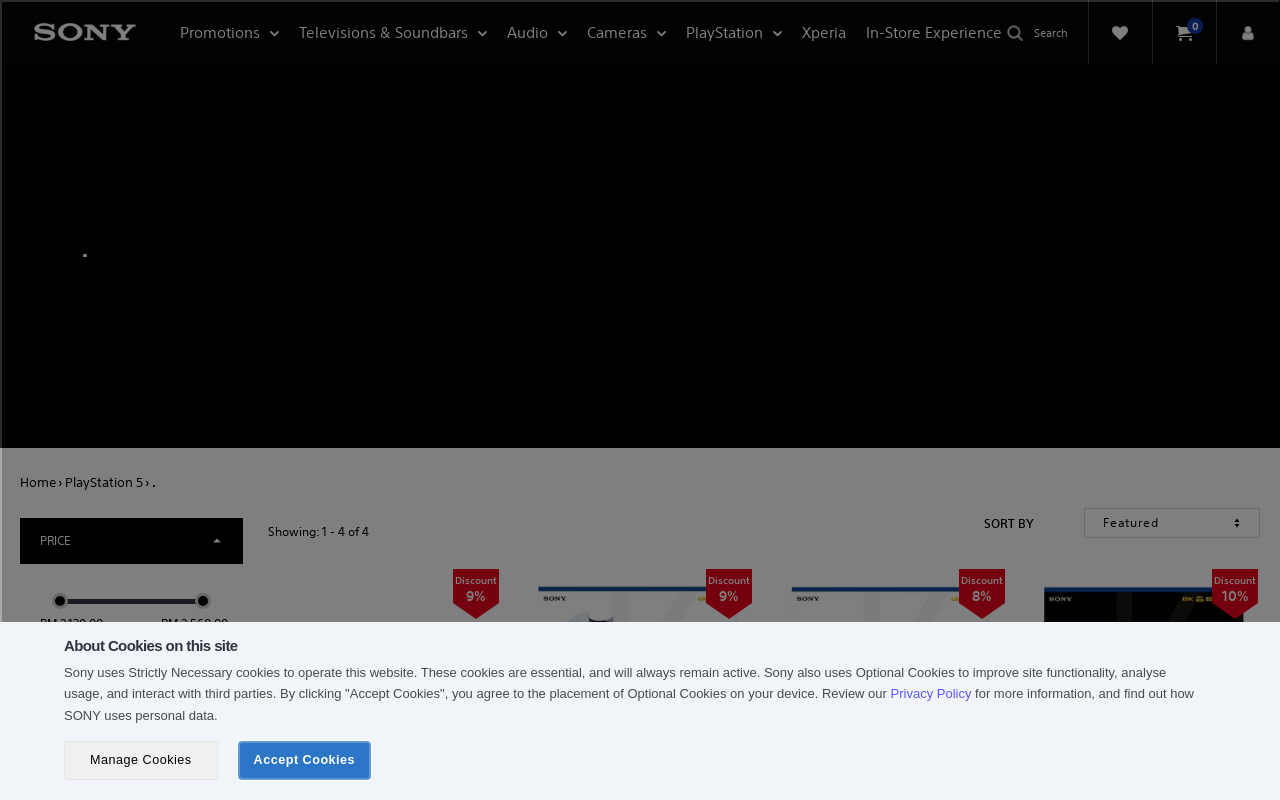 SONY Promotions Televisions & Soundbars Audio Cameras PlayStation Xperia In-Store Experience Search 0
Home › PlayStation 5 › .
PRICE
Showing: 1 - 4 of 4
SORT BY Featured
Discount 9%
Discount 9%
Discount 8%
Discount 10%
SONY
SONY
SONY
About Cookies on this site
Sony uses Strictly Necessary cookies to operate this website. These cookies are essential, and will always remain active. Sony also uses Optional Cookies to improve site functionality, analyse
usage, and interact with third parties. By clicking "Accept Cookies", you agree to the placement of Optional Cookies on your device. Review our Privacy Policy for more information, and find out how
SONY uses personal data.
Manage Cookies Accept Cookies